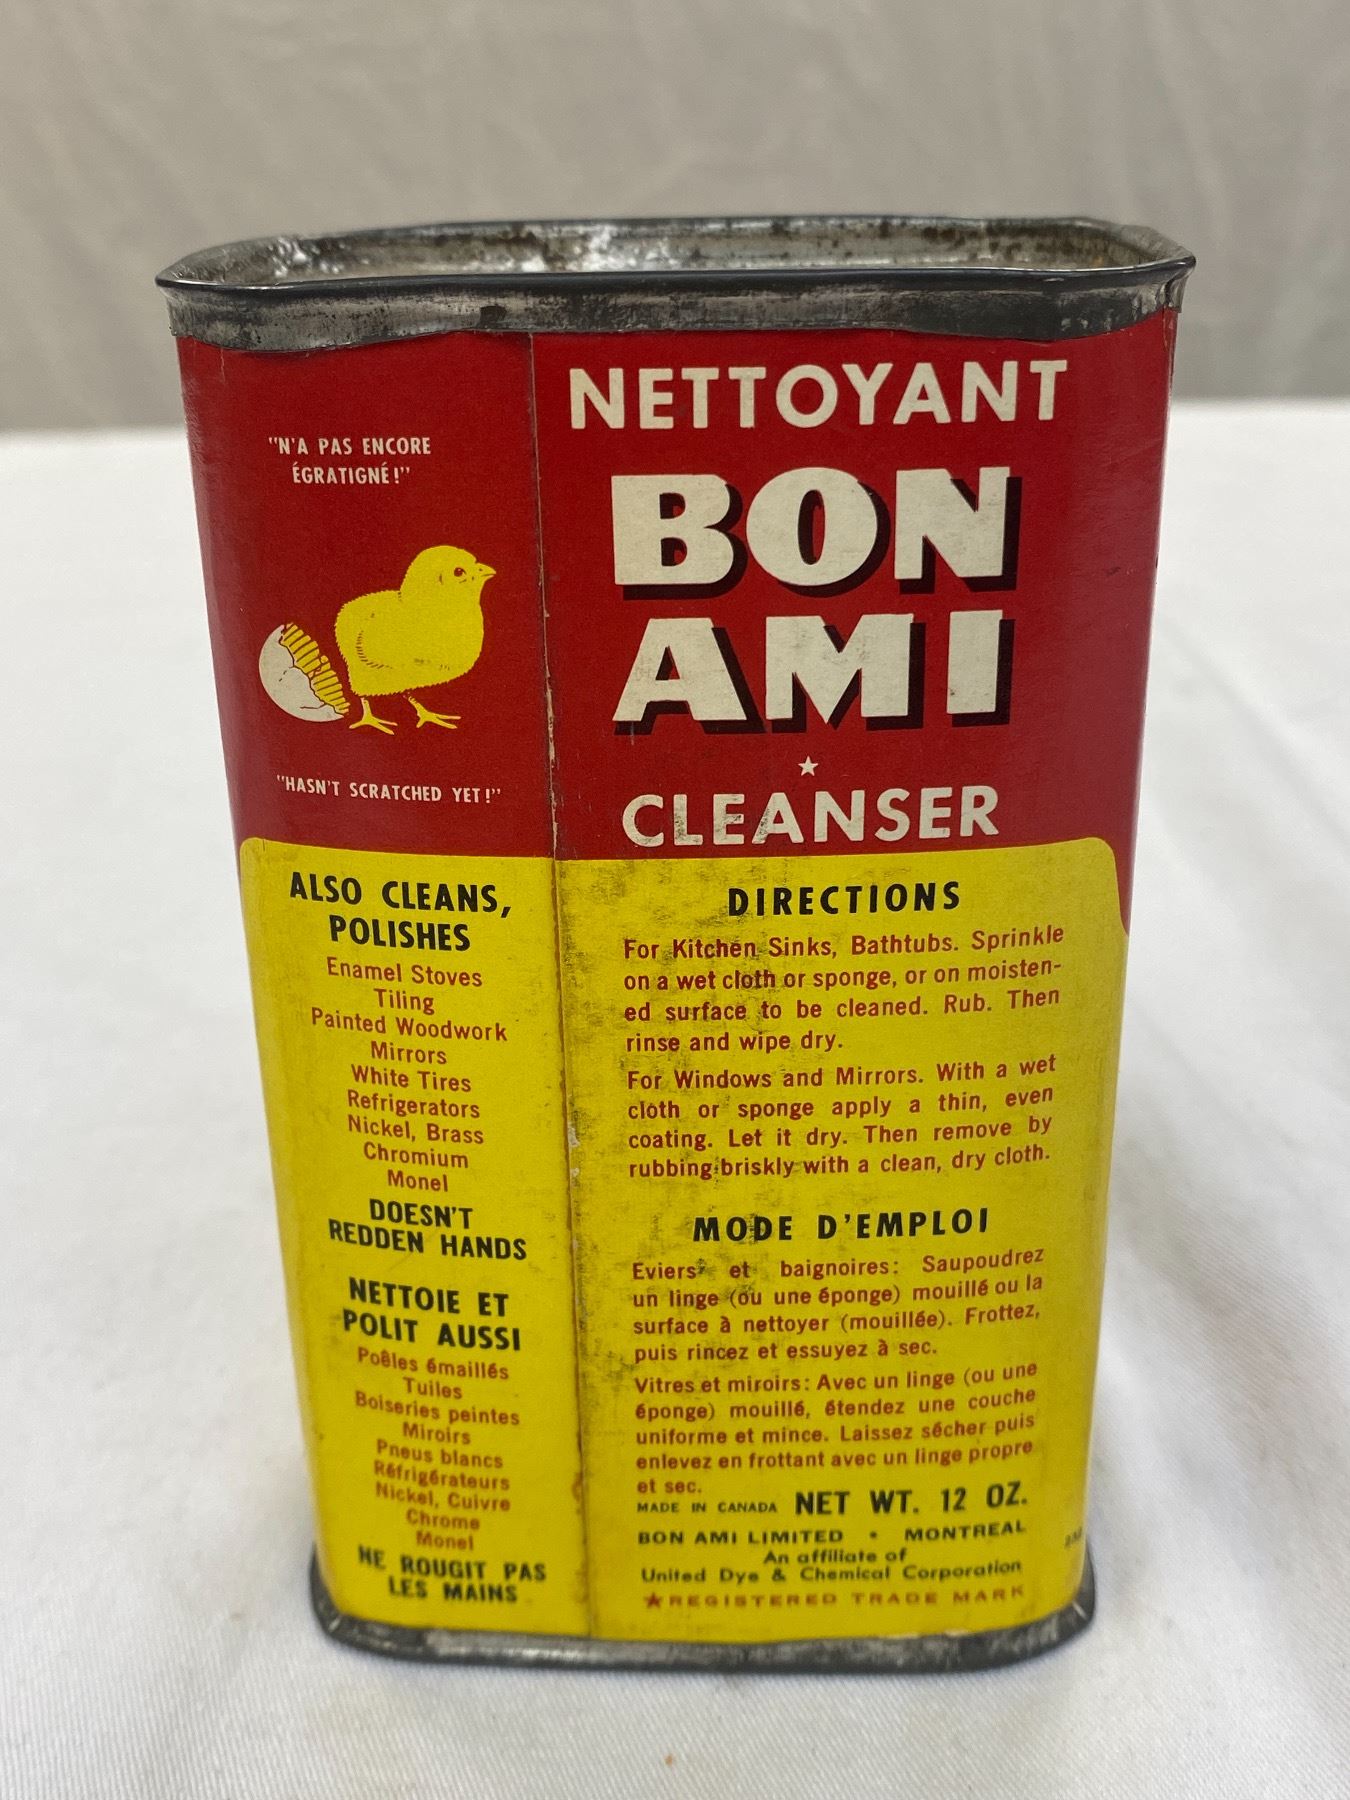 "N'A PAS ENCORE
ÉGRATIGNÉ!"
"HASN'T SCRATCHED YET!"
ALSO CLEANS,
POLISHES
Enamel Stoves
Tiling
Painted Woodwork
Mirrors
White Tires
Refrigerators
Nickel, Brass
Chromium
Monel
DOESN'T
REDDEN HANDS
NETTOIE ET
POLIT AUSSI
Poêles émaillés
Tuiles
Boiseries peintes
Miroirs
Pneus blancs
Réfrigérateurs
Nickel, Cuivre
Chrome
Monel
NE ROUGIT PAS
LES MAINS
NETTOYANT
BON
AMI
★
CLEANSER
DIRECTIONS
For Kitchen Sinks, Bathtubs. Sprinkle
on a wet cloth or sponge, or on moisten-
ed surface to be cleaned. Rub. Then
rinse and wipe dry.
For Windows and Mirrors. With a wet
cloth or sponge apply a thin, even
coating. Let it dry. Then remove by
rubbing briskly with a clean, dry cloth.
MODE D'EMPLOI
Eviers et baignoires: Saupoudrez
un linge (ou une éponge) mouillé ou la
surface à nettoyer (mouillée). Frottez,
puis rincez et essuyez à sec.
Vitres et miroirs: Avec un linge (ou une
éponge) mouillé, étendez une couche
uniforme et mince. Laissez sécher puis
enlevez en frottant avec un linge propre
et sec.
MADE IN CANADA NET WT. 12 OZ.
BON AMI LIMITED • MONTREAL
An affiliate of
United Dye & Chemical Corporation
★REGISTERED TRADE MARK